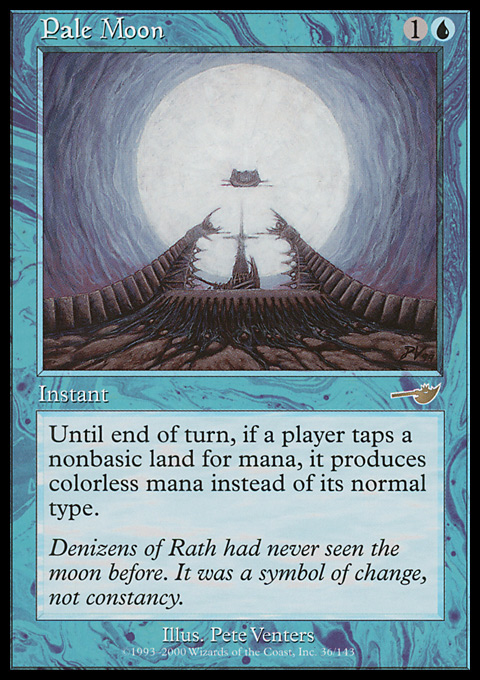 Pale Moon
1
Instant
Until end of turn, if a player taps a
nonbasic land for mana, it produces
colorless mana instead of its normal
type.
Denizens of Rath had never seen the
moon before. It was a symbol of change,
not constancy.
Illus. Pete Venters
©1993-2000 Wizards of the Coast, Inc. 36/143